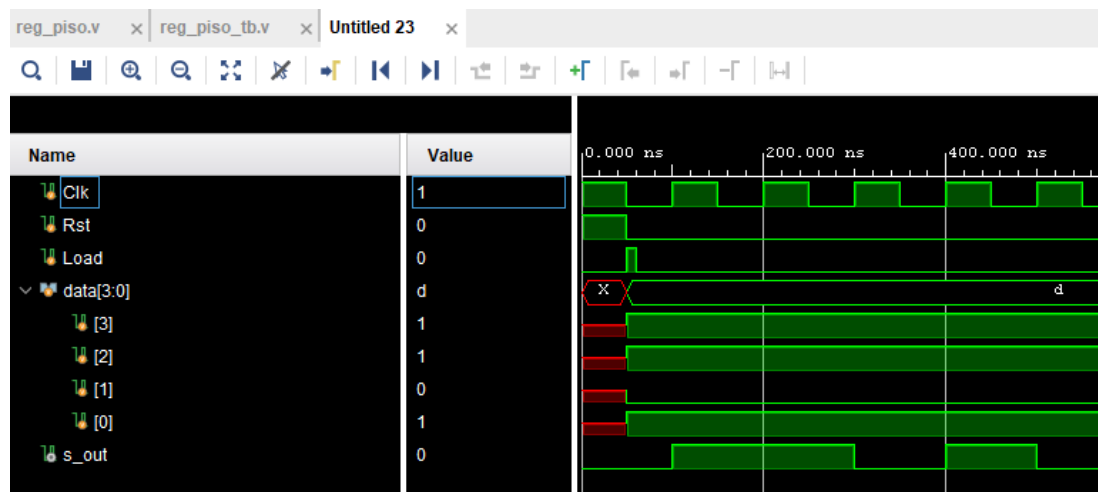 reg_piso.v × reg_piso_tb.v × Untitled 23 ×
Name Value 0.000 ns 200.000 ns 400.000 ns
Clk 1
Rst 0
Load 0
data[3:0] d X d
[3] 1
[2] 1
[1] 0
[0] 1
s_out 0